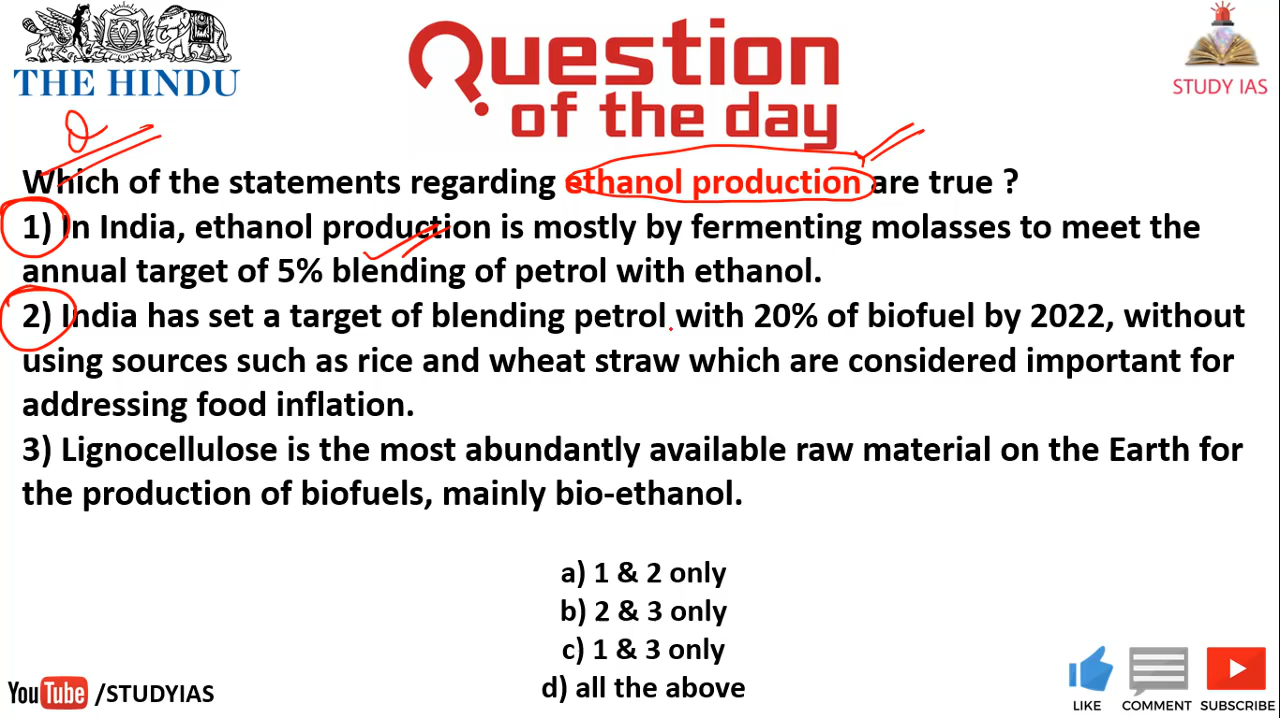 THE HINDU
Question
of the day
STUDY IAS
Which of the statements regarding ethanol production are true ?
1) In India, ethanol production is mostly by fermenting molasses to meet the
annual target of 5% blending of petrol with ethanol.
2) India has set a target of blending petrol with 20% of biofuel by 2022, without
using sources such as rice and wheat straw which are considered important for
addressing food inflation.
3) Lignocellulose is the most abundantly available raw material on the Earth for
the production of biofuels, mainly bio-ethanol.
a) 1 & 2 only
b) 2 & 3 only
c) 1 & 3 only
d) all the above
YouTube /STUDYIAS
LIKE COMMENT SUBSCRIBE